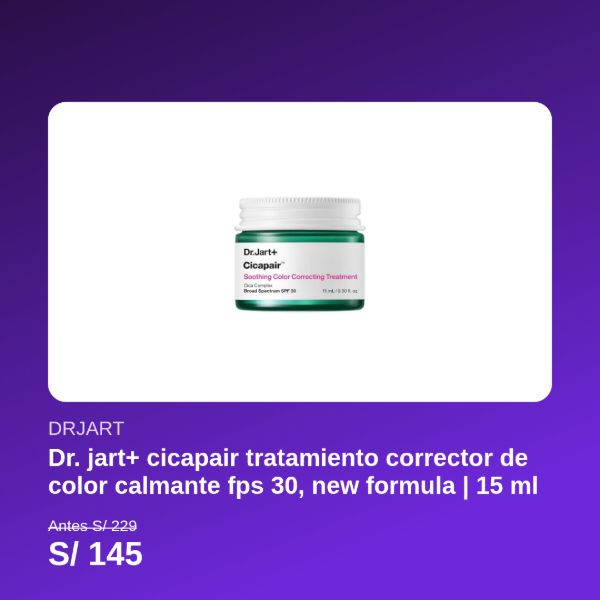 Dr.Jart+
Cicapair™
Soothing Color Correcting Treatment
Cica Complex
Broad Spectrum SPF 30 15 mL / 0.50 fl. oz.
DRJART
Dr. jart+ cicapair tratamiento corrector de
color calmante fps 30, new formula | 15 ml
Antes S/ 229
S/ 145